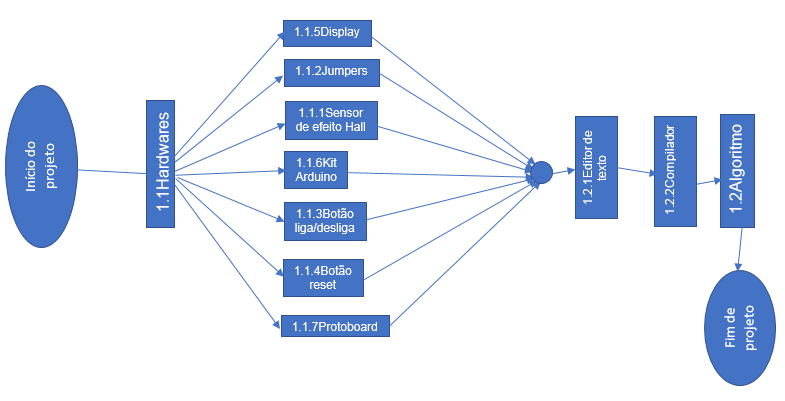 Início do
projeto
1.1Hardwares
1.1.5Display
1.1.2Jumpers
1.1.1Sensor
de efeito Hall
1.1.6Kit
Arduino
1.1.3Botão
liga/desliga
1.1.4Botão
reset
1.1.7Protoboard
1.2.1Editor de
texto
1.2.2Compilador
1.2Algoritmo
Fim de
projeto